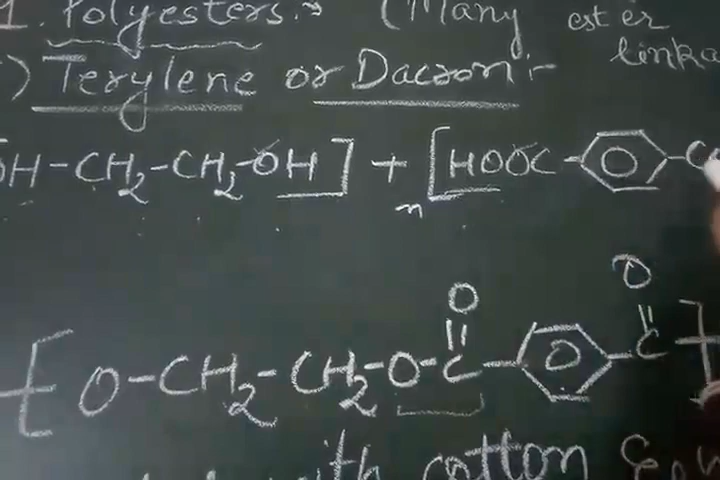 1. Polyesters:→ (Many ester
linka
) Terylene or Dacron:-
OH-CH2-CH2-OH] + n[HOOC-⌬-C
O O
[O-CH2-CH2-O-C-⌬-C]
with cotton &